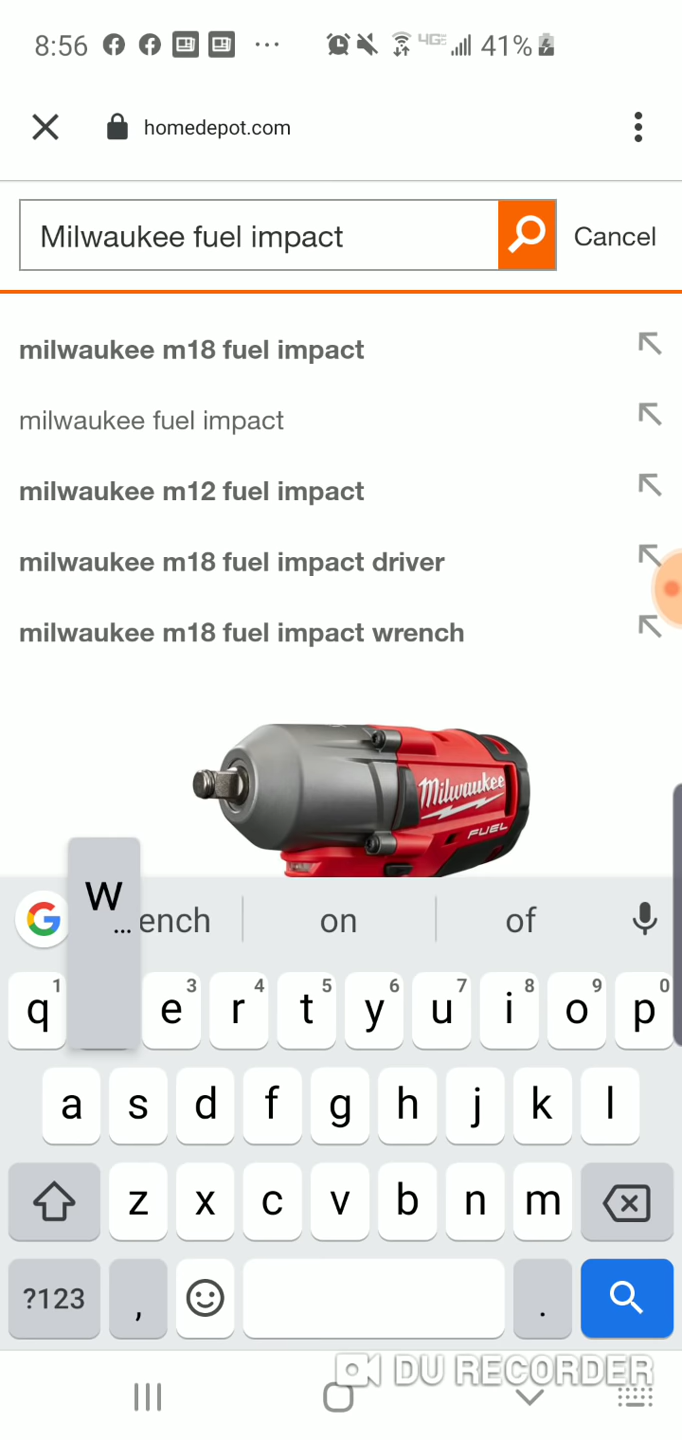 8:56 ... 4GE 41%
homedepot.com
Milwaukee fuel impact Cancel
milwaukee m18 fuel impact
milwaukee fuel impact
milwaukee m12 fuel impact
milwaukee m18 fuel impact driver
milwaukee m18 fuel impact wrench
Milwaukee
FUEL
W ...
ench on of
q 1 e 3 r 4 t 5 y 6 u 7 i 8 o 9 p 0
a s d f g h j k l
z x c v b n m
?123 , .
DU RECORDER